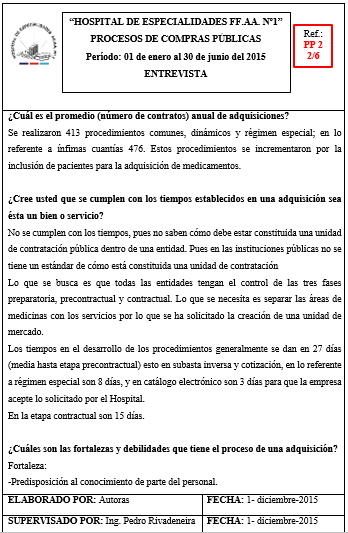 “HOSPITAL DE ESPECIALIDADES FF.AA. Nº1”
PROCESOS DE COMPRAS PÚBLICAS
Período: 01 de enero al 30 de junio del 2015
ENTREVISTA
Ref.:
PP 2
2/6
¿Cuál es el promedio (número de contratos) anual de adquisiciones?
Se realizaron 413 procedimientos comunes, dinámicos y régimen especial; en lo
referente a ínfimas cuantías 476. Estos procedimientos se incrementaron por la
inclusión de pacientes para la adquisición de medicamentos.
¿Cree usted que se cumplen con los tiempos establecidos en una adquisición sea
ésta un bien o servicio?
No se cumplen con los tiempos, pues no saben cómo debe estar constituida una unidad
de contratación pública dentro de una entidad. Pues en las instituciones públicas no se
tiene un estándar de cómo está constituida una unidad de contratación
Lo que se busca es que todas las entidades tengan el control de las tres fases
preparatoria, precontractual y contractual. Lo que se necesita es separar las áreas de
medicinas con los servicios por lo que se ha solicitado la creación de una unidad de
mercado.
Los tiempos en el desarrollo de los procedimientos generalmente se dan en 27 días
(media hasta etapa precontractual) esto en subasta inversa y cotización, en lo referente
a régimen especial son 8 días, y en catálogo electrónico son 3 días para que la empresa
acepte lo solicitado por el Hospital.
En la etapa contractual son 15 días.
¿Cuáles son las fortalezas y debilidades que tiene el proceso de una adquisición?
Fortaleza:
-Predisposición al conocimiento de parte del personal.
ELABORADO POR: Autoras FECHA: 1- diciembre-2015
SUPERVISADO POR: Ing. Pedro Rivadeneira FECHA: 1- diciembre-2015